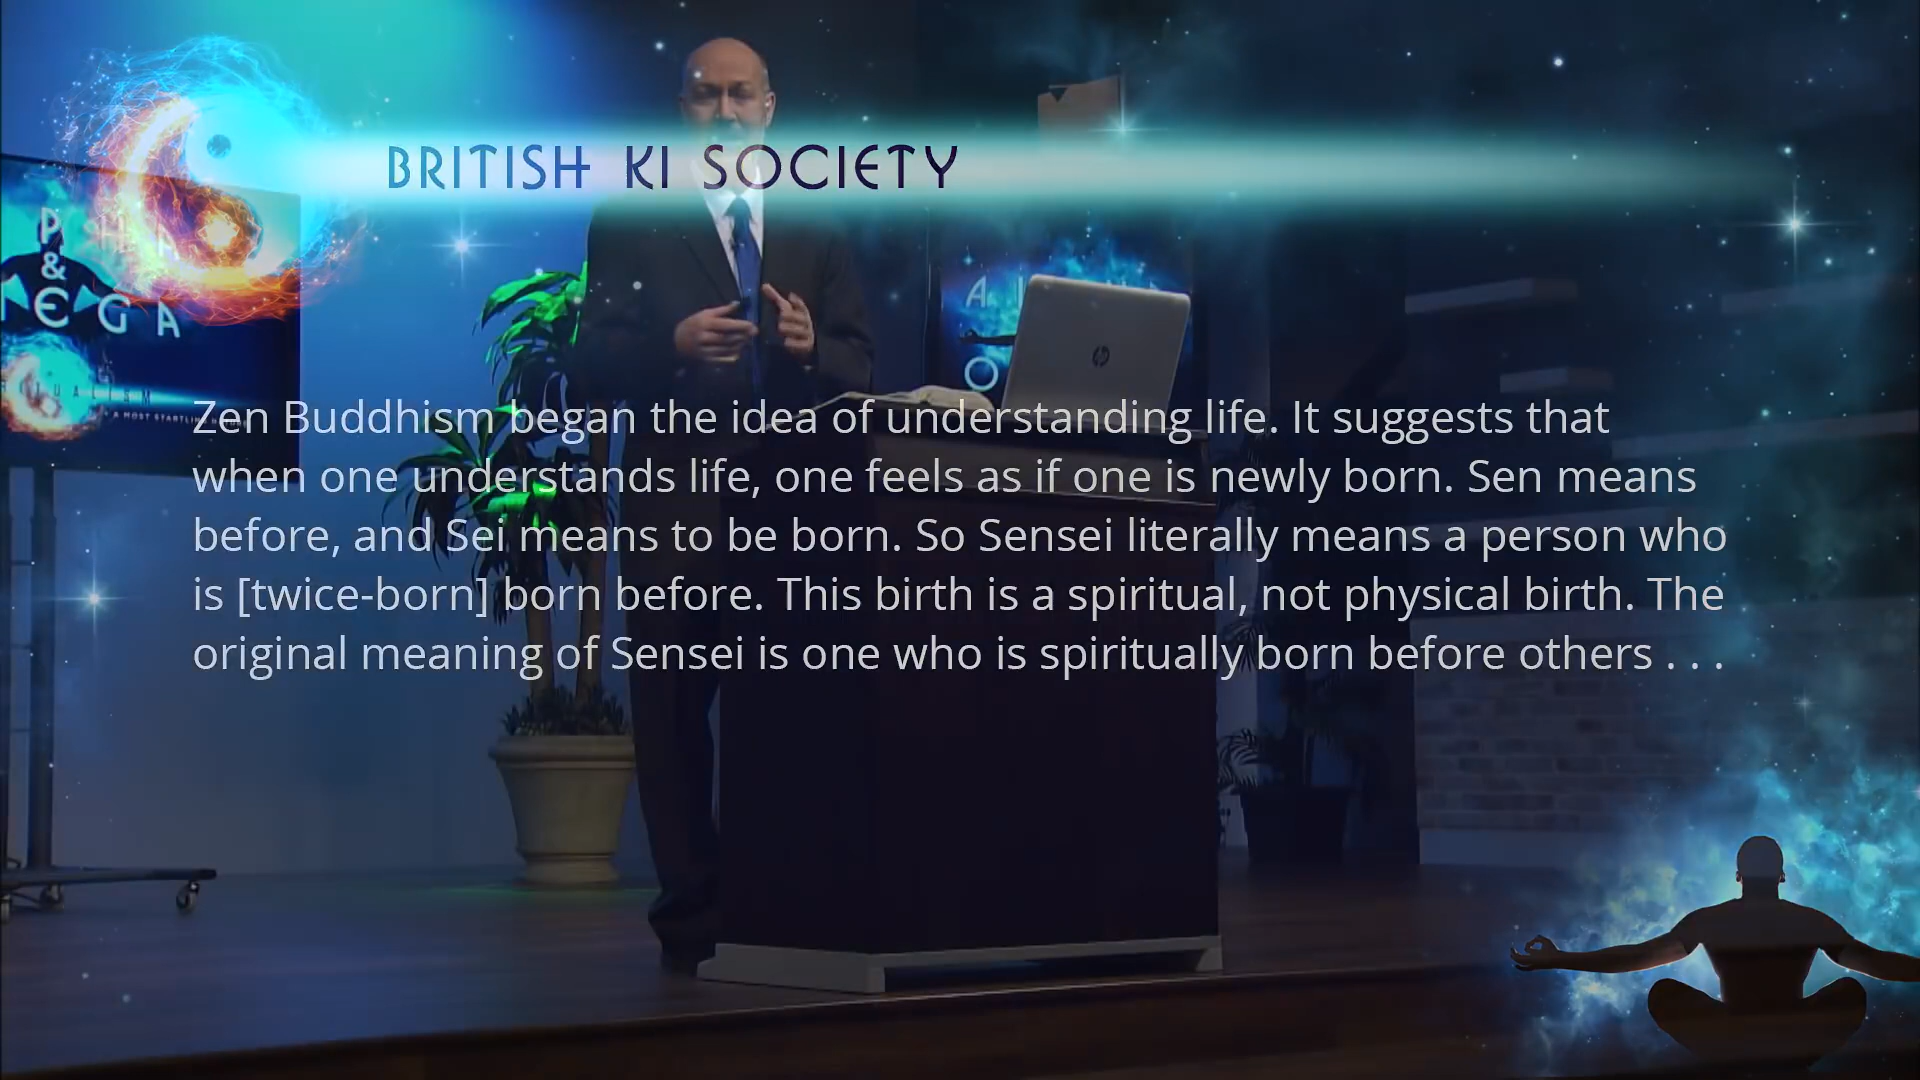 BRITISH KI SOCIETY
P H A
&
E G A
A
O
hp
Zen Buddhism began the idea of understanding life. It suggests that
when one understands life, one feels as if one is newly born. Sen means
before, and Sei means to be born. So Sensei literally means a person who
is [twice-born] born before. This birth is a spiritual, not physical birth. The
original meaning of Sensei is one who is spiritually born before others . . .
A MOST STARTLIN